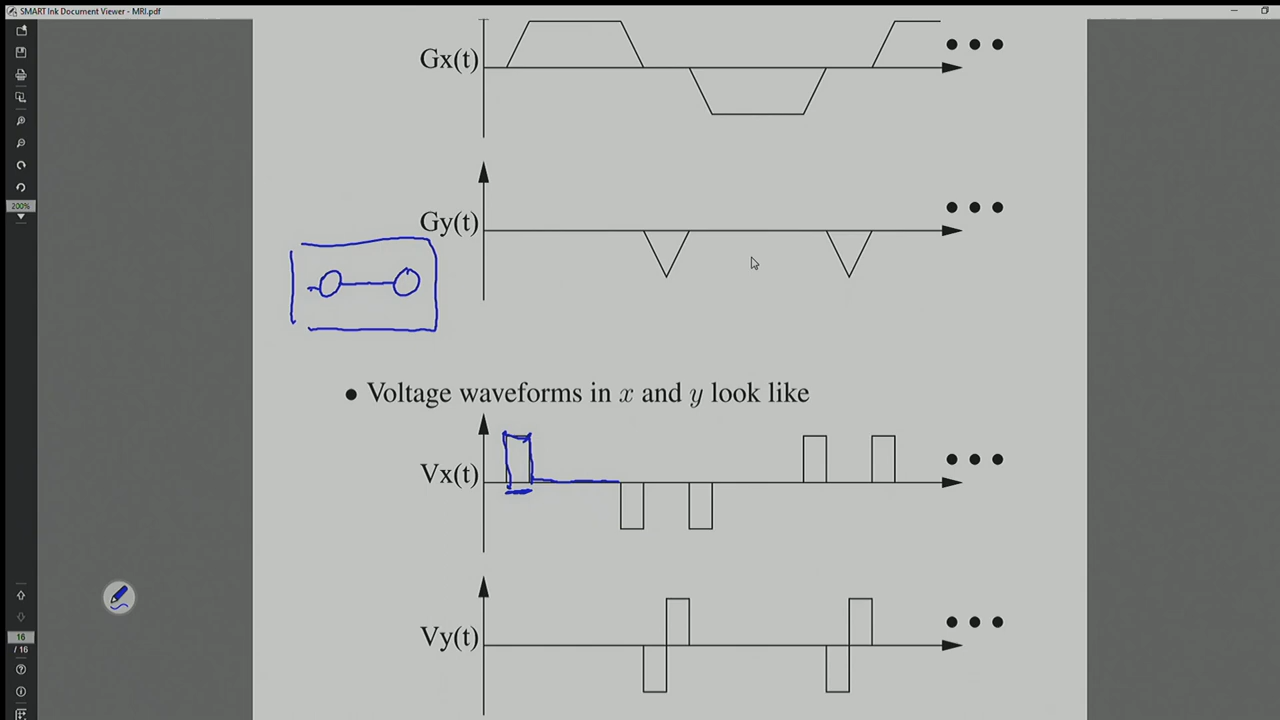 SMART Ink Document Viewer - MRI.pdf
Gx(t)
Gy(t)
200%
• Voltage waveforms in x and y look like
Vx(t)
Vy(t)
16
/ 16